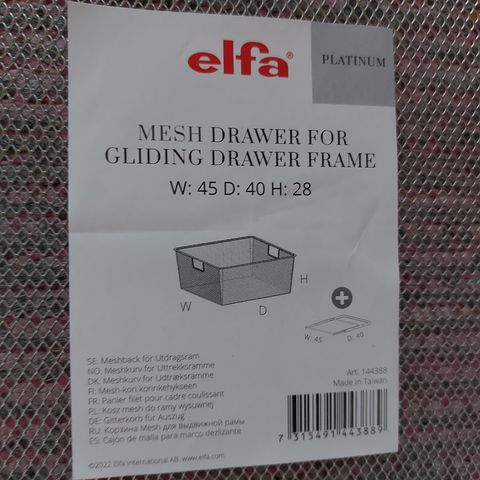 elfa®
PLATINUM
MESH DRAWER FOR
GLIDING DRAWER FRAME
W: 45 D: 40 H: 28
H
W
D
+
W: 45
D: 40
SE: Meshback för Utdragsram
NO: Meshkurv for Uttrekksramme
DK: Meshkurv for Udtræksramme
FI: Mesh-kori korinkehykseen
FR: Panier filet pour cadre coulissant
PL: Kosz mesh do ramy wysuwnej
DE: Gitterkorb für Auszug
RU: Корзина Mesh для выдвижной рамы
ES: Cajón de malla para marco dezlizante
Art. 144388
Made in Taiwan
7 315491 443889
©2022 Elfa International AB. www.elfa.com